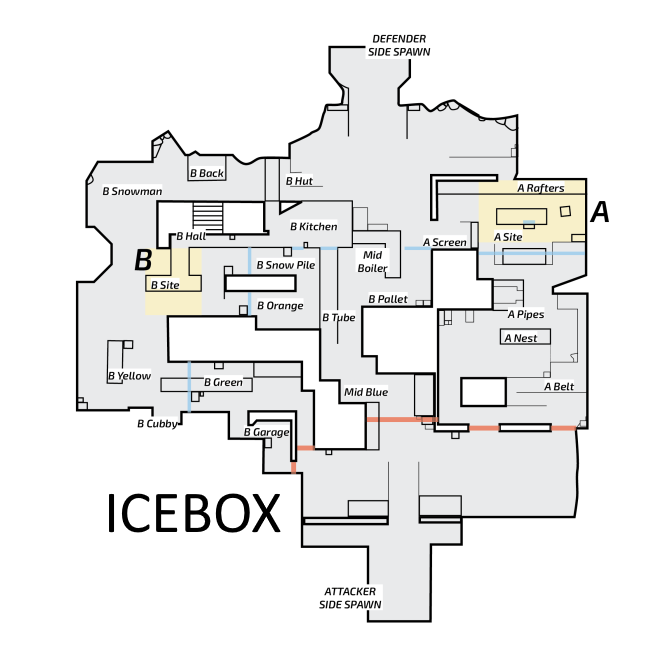 DEFENDER
SIDE SPAWN
B Back
B Hut
B Snowman
A Rafters
A
B Kitchen
B Hall
A Screen
A Site
B
Mid
Boiler
B Snow Pile
B Site
B Orange
B Pallet
B Tube
A Pipes
A Nest
B Yellow
B Green
Mid Blue
A Belt
B Cubby
B Garage
ICEBOX
ATTACKER
SIDE SPAWN